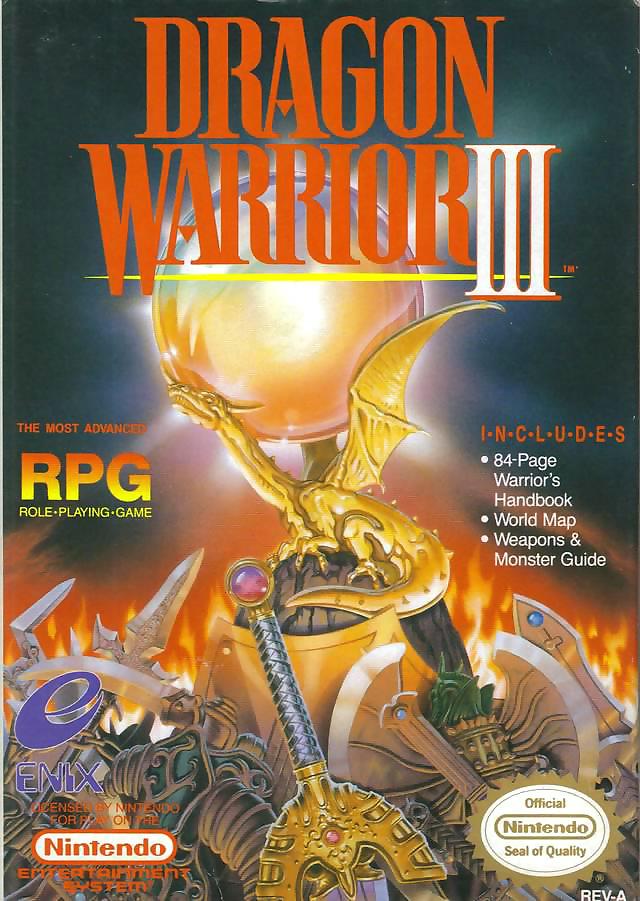 DRAGON
WARRIOR III
TM
THE MOST ADVANCED
RPG
ROLE•PLAYING•GAME
I•N•C•L•U•D•E•S
• 84-Page
Warrior's
Handbook
• World Map
• Weapons &
Monster Guide
ENIX
LICENSED BY NINTENDO
FOR PLAY ON THE
Nintendo
ENTERTAINMENT
SYSTEM
Official
Nintendo
Seal of Quality
®
REV-A